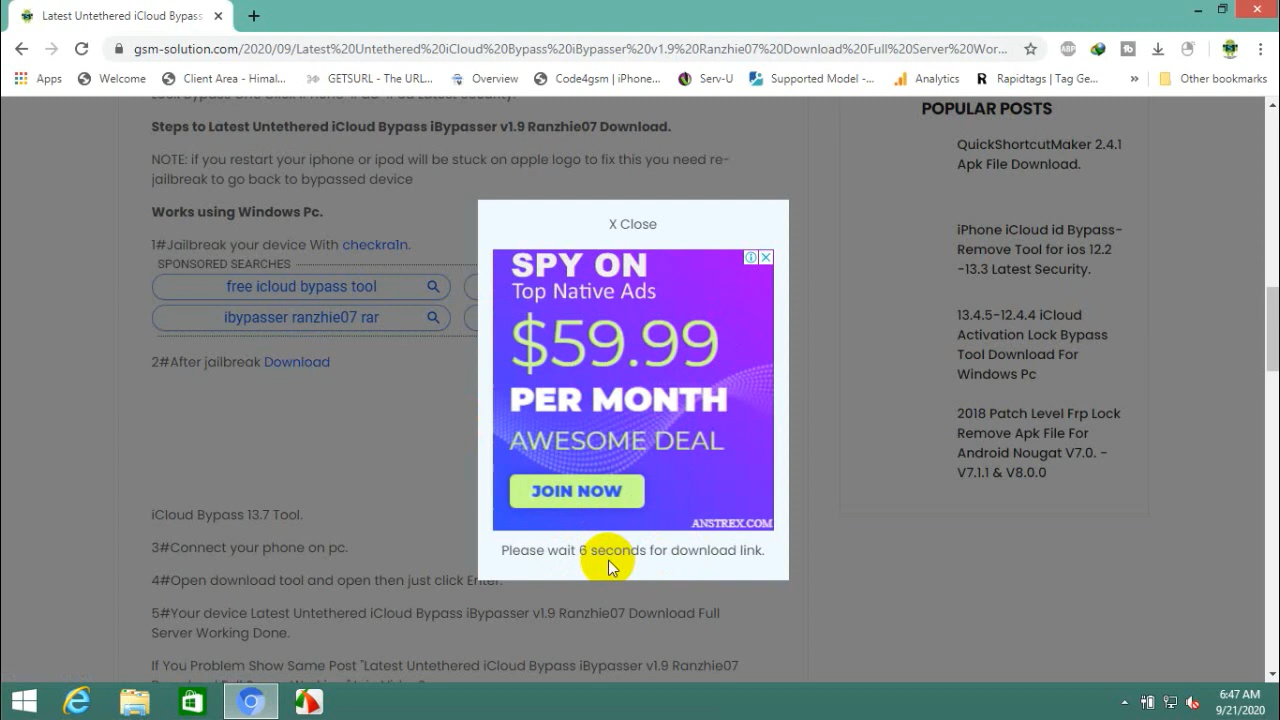 Latest Untethered iCloud Bypass
gsm-solution.com/2020/09/Latest%20Untethered%20iCloud%20Bypass%20iBypasser%20v1.9%20Ranzhie07%20Download%20Full%20Server%20Wor...
ABP
Apps
Welcome
Client Area - Himal...
GETSURL - The URL...
Overview
Code4gsm | iPhone...
Serv-U
Supported Model -...
Analytics
Rapidtags | Tag Ge...
»
Other bookmarks
Lock Bypass One Click iPhone iPad iPad Latest Security.
Steps to Latest Untethered iCloud Bypass iBypasser v1.9 Ranzhie07 Download.
NOTE: if you restart your iphone or ipod will be stuck on apple logo to fix this you need re-
jailbreak to go back to bypassed device
Works using Windows Pc.
1#Jailbreak your device With checkra1n.
SPONSORED SEARCHES
free icloud bypass tool
ibypasser ranzhie07 rar
2#After jailbreak Download
iCloud Bypass 13.7 Tool.
3#Connect your phone on pc.
4#Open download tool and open then just click Enter.
5#Your device Latest Untethered iCloud Bypass iBypasser v1.9 Ranzhie07 Download Full
Server Working Done.
If You Problem Show Same Post "Latest Untethered iCloud Bypass iBypasser v1.9 Ranzhie07
X Close
SPY ON
Top Native Ads
$59.99
PER MONTH
AWESOME DEAL
JOIN NOW
ANSTREX.COM
Please wait 6 seconds for download link.
POPULAR POSTS
QuickShortcutMaker 2.4.1
Apk File Download.
iPhone iCloud id Bypass-
Remove Tool for ios 12.2
-13.3 Latest Security.
13.4.5-12.4.4 iCloud
Activation Lock Bypass
Tool Download For
Windows Pc
2018 Patch Level Frp Lock
Remove Apk File For
Android Nougat V7.0. -
V7.1.1 & V8.0.0
6:47 AM
9/21/2020